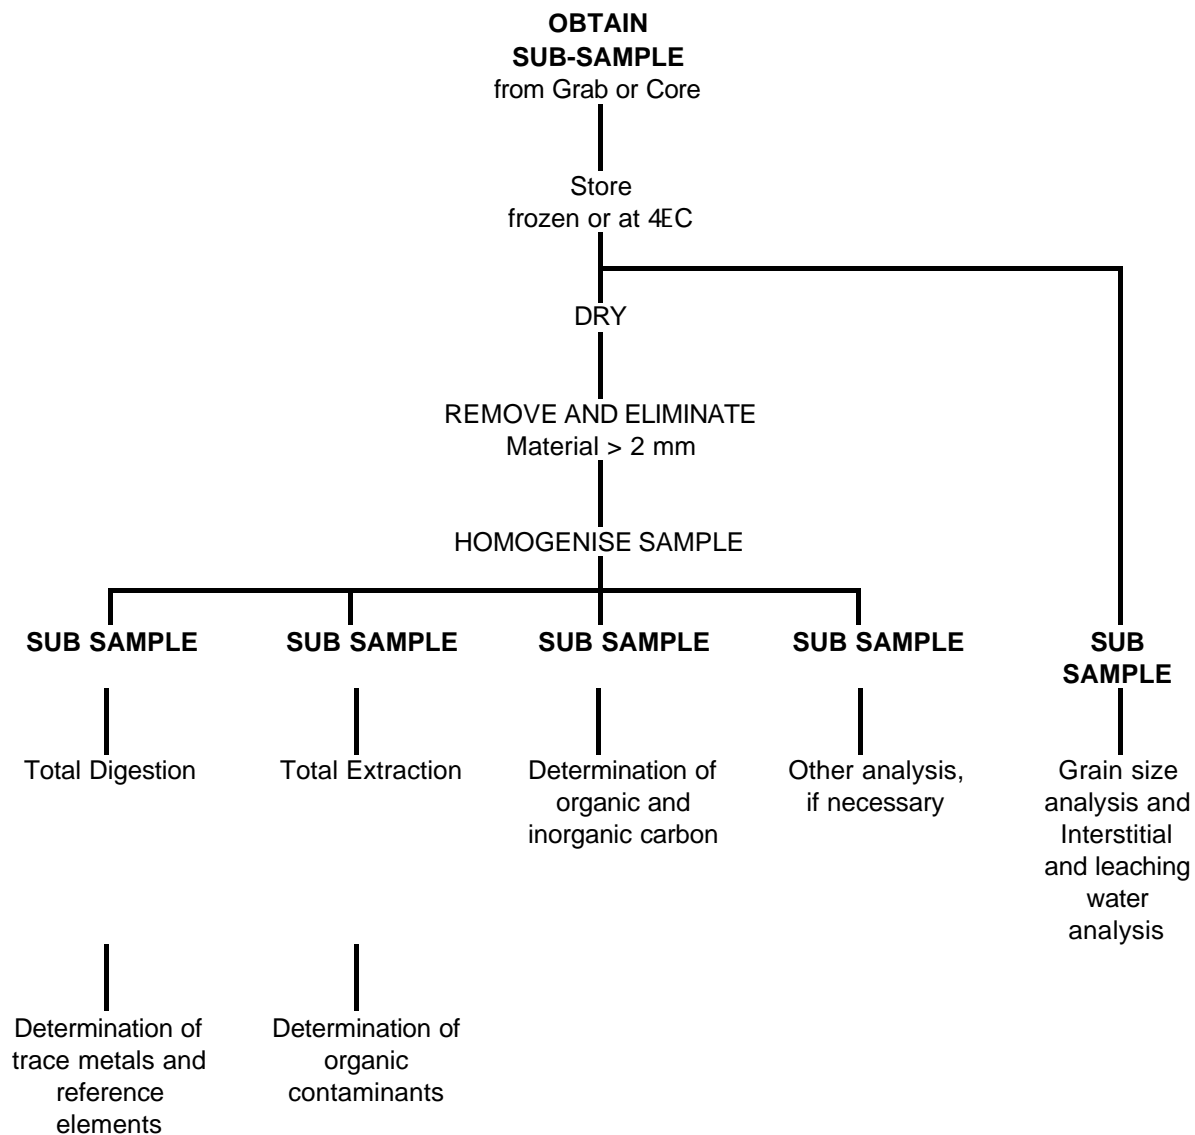 OBTAIN
SUB-SAMPLE
from Grab or Core
Store
frozen or at 4EC
DRY
REMOVE AND ELIMINATE
Material > 2 mm
HOMOGENISE SAMPLE
SUB SAMPLE
Total Digestion
Determination of
trace metals and
reference
elements
SUB SAMPLE
Total Extraction
Determination of
organic
contaminants
SUB SAMPLE
Determination of
organic and
inorganic carbon
SUB SAMPLE
Other analysis,
if necessary
SUB
SAMPLE
Grain size
analysis and
Interstitial
and leaching
water
analysis